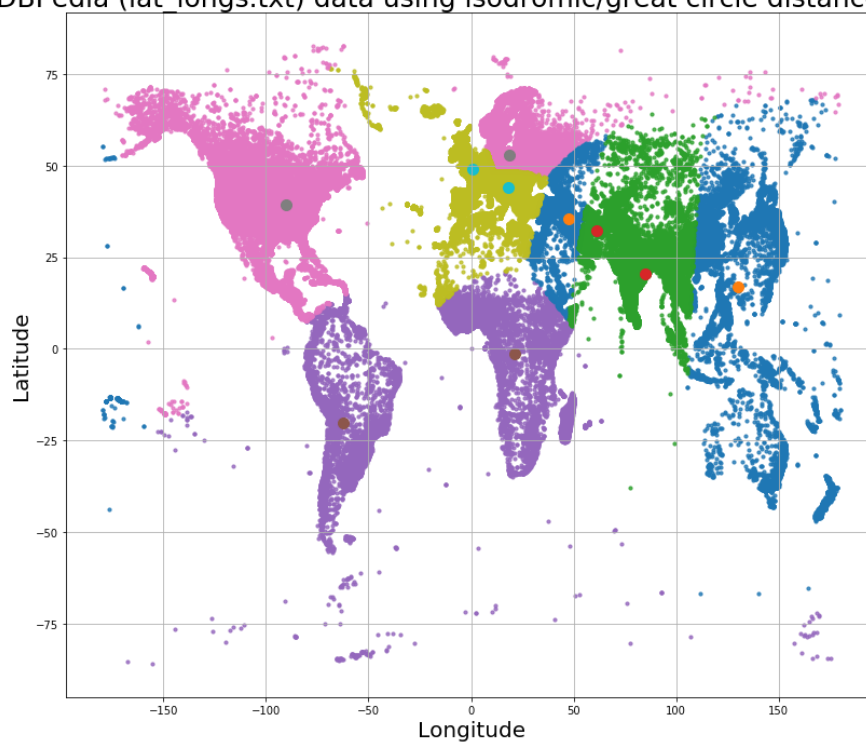 DBPedia (lat_longs.txt) data using isodromic/great circle distance
75
50
25
0
−25
−50
−75
Latitude
−150 −100 −50 0 50 100 150
Longitude